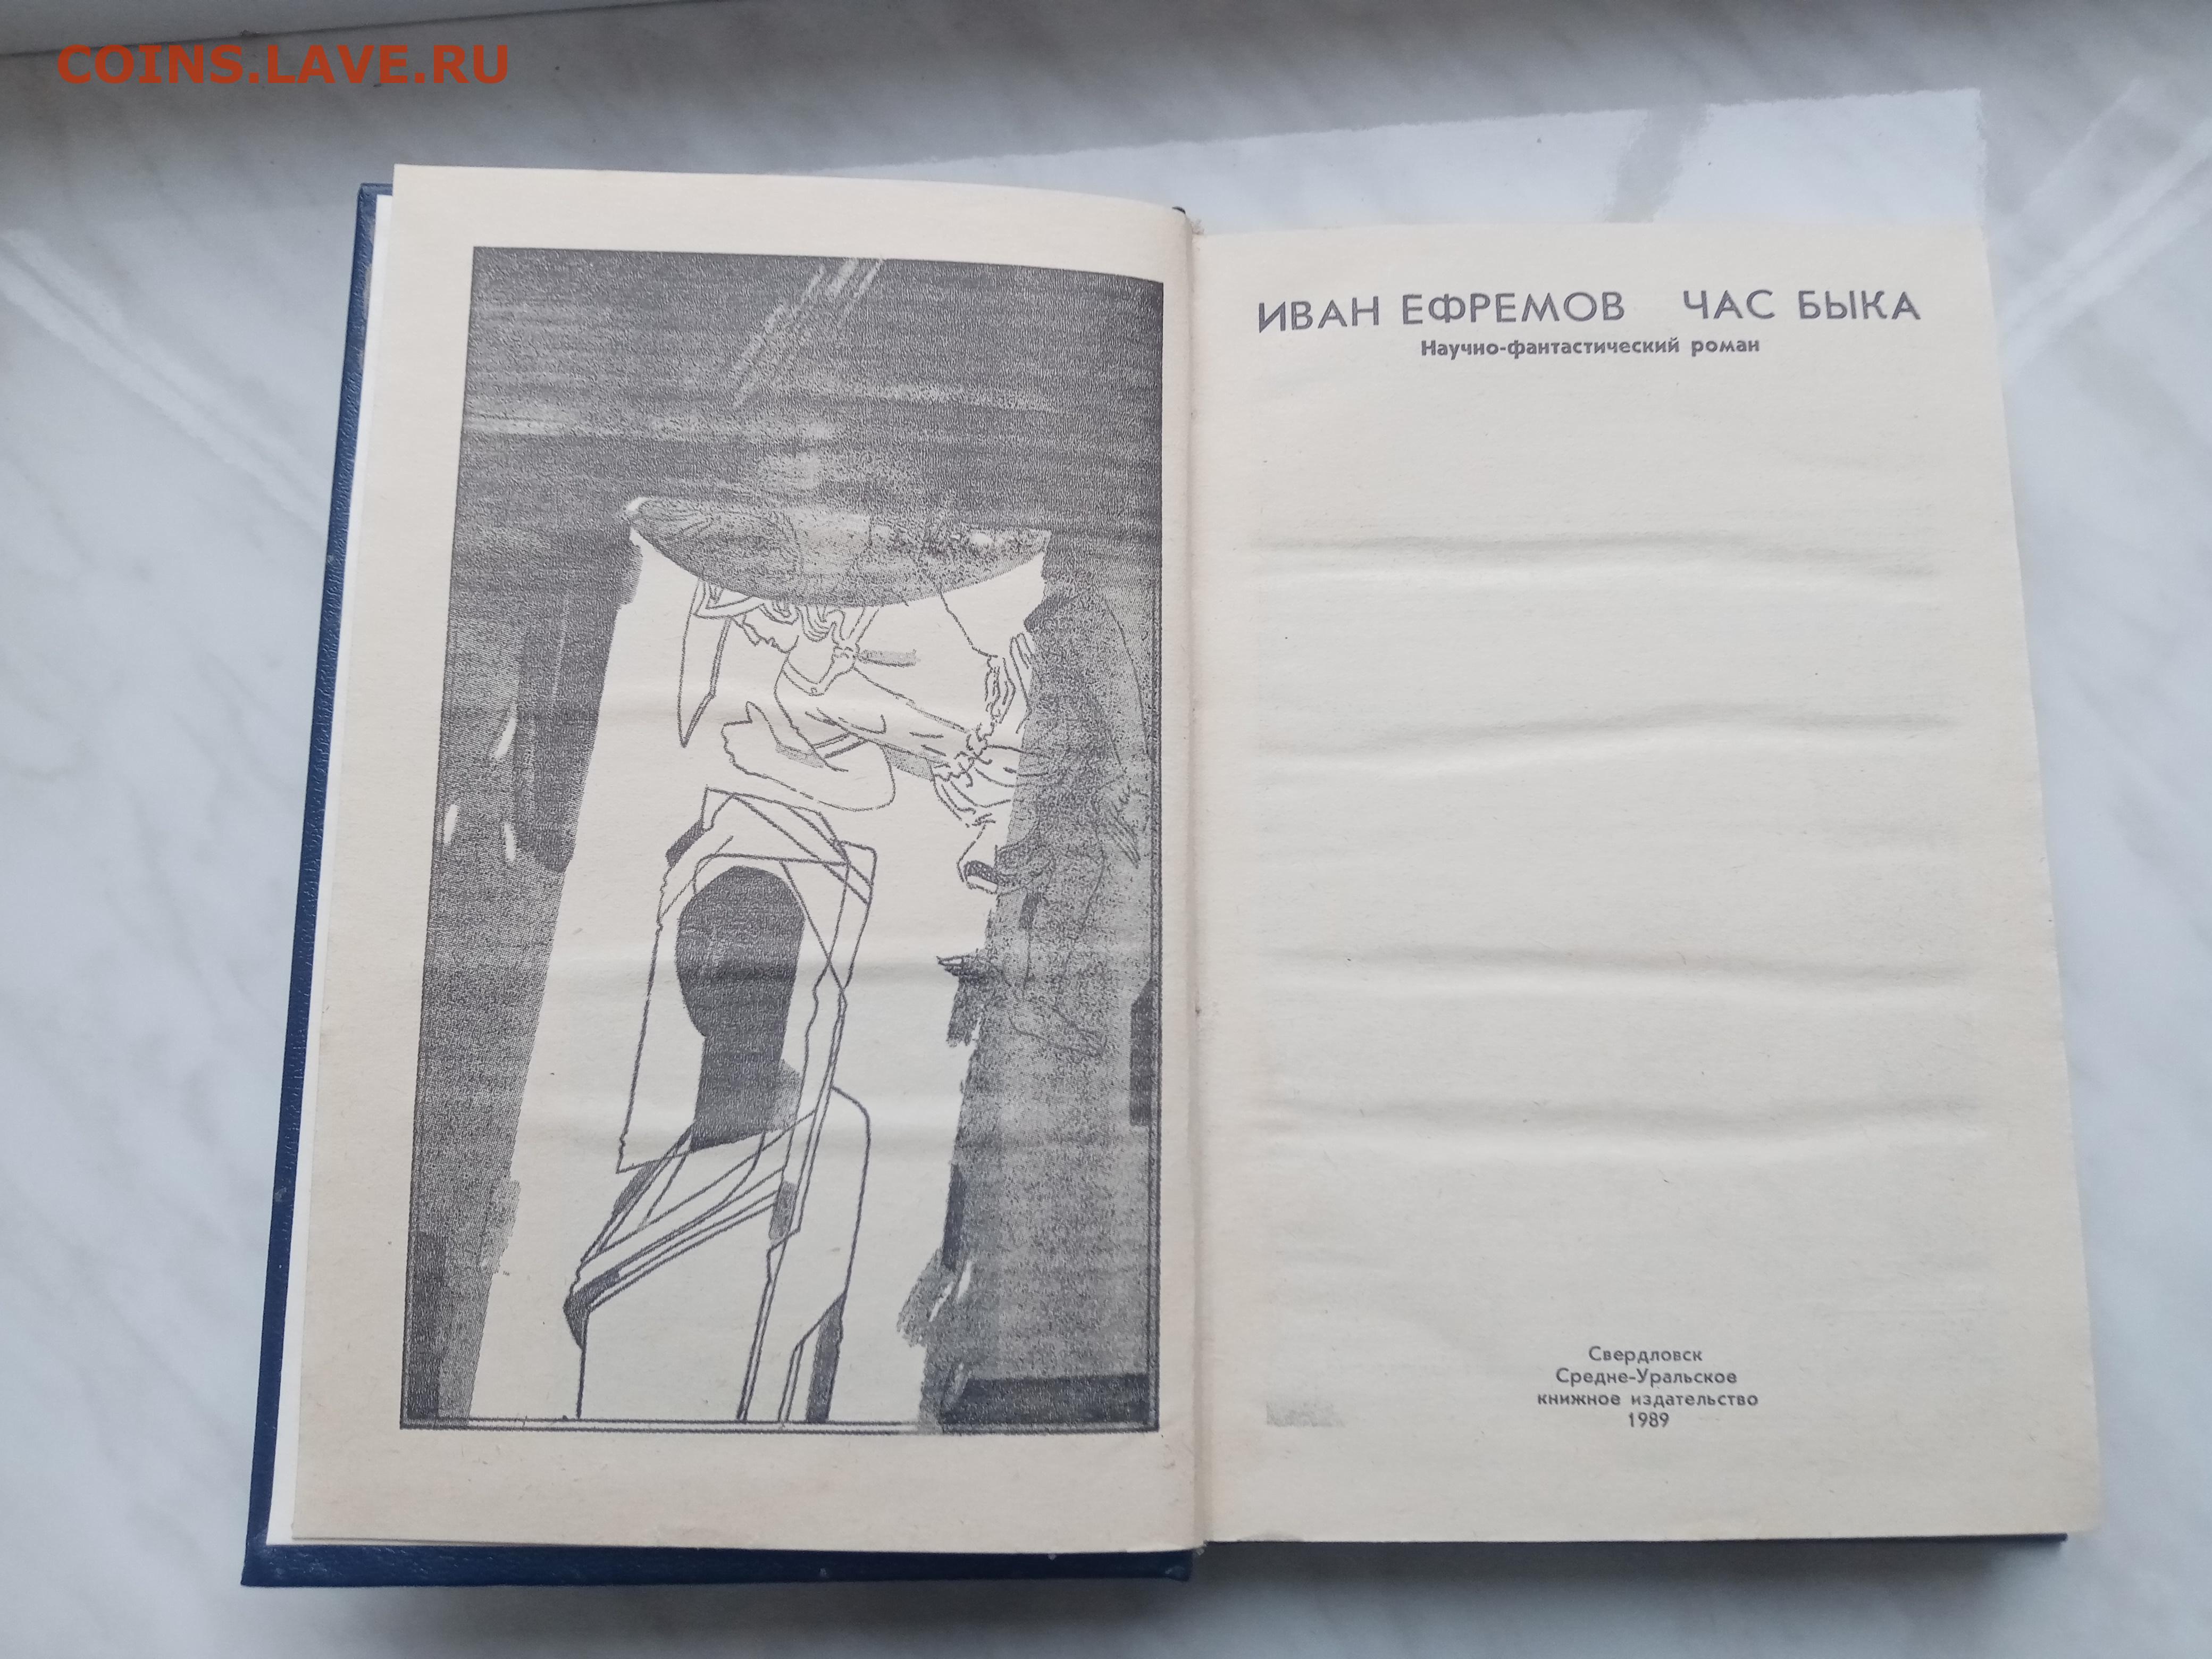 COINS.LAVE.RU
ИВАН ЕФРЕМОВ ЧАС БЫКА
Научно-фантастический роман
Свердловск
Средне-Уральское
книжное издательство
1989